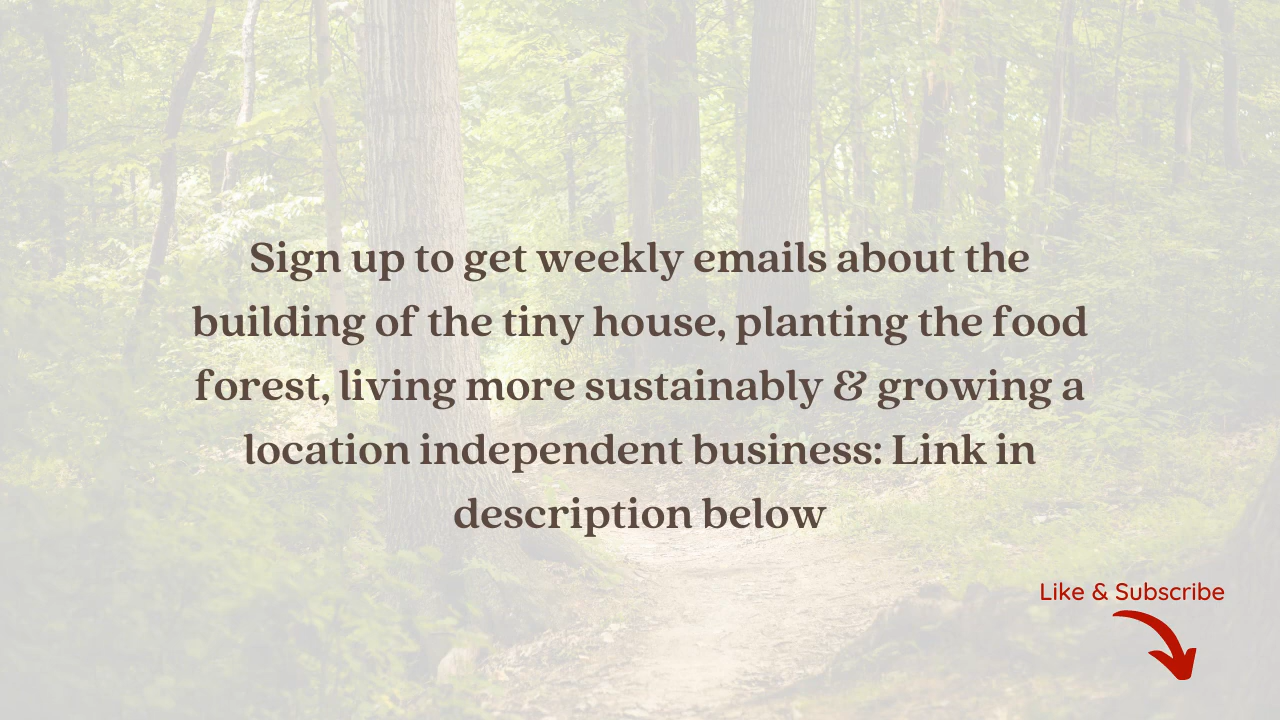 Sign up to get weekly emails about the
building of the tiny house, planting the food
forest, living more sustainably & growing a
location independent business: Link in
description below
Like & Subscribe